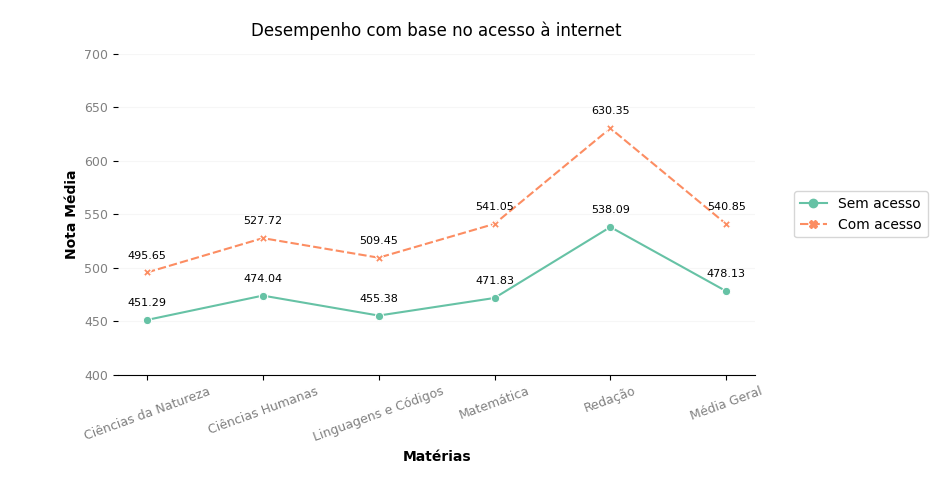 Desempenho com base no acesso à internet
Nota Média
700
650
600
550
500
450
400
495.65
527.72
509.45
541.05
630.35
540.85
451.29
474.04
455.38
471.83
538.09
478.13
Sem acesso
Com acesso
Ciências da Natureza
Ciências Humanas
Linguagens e Códigos
Matemática
Redação
Média Geral
Matérias